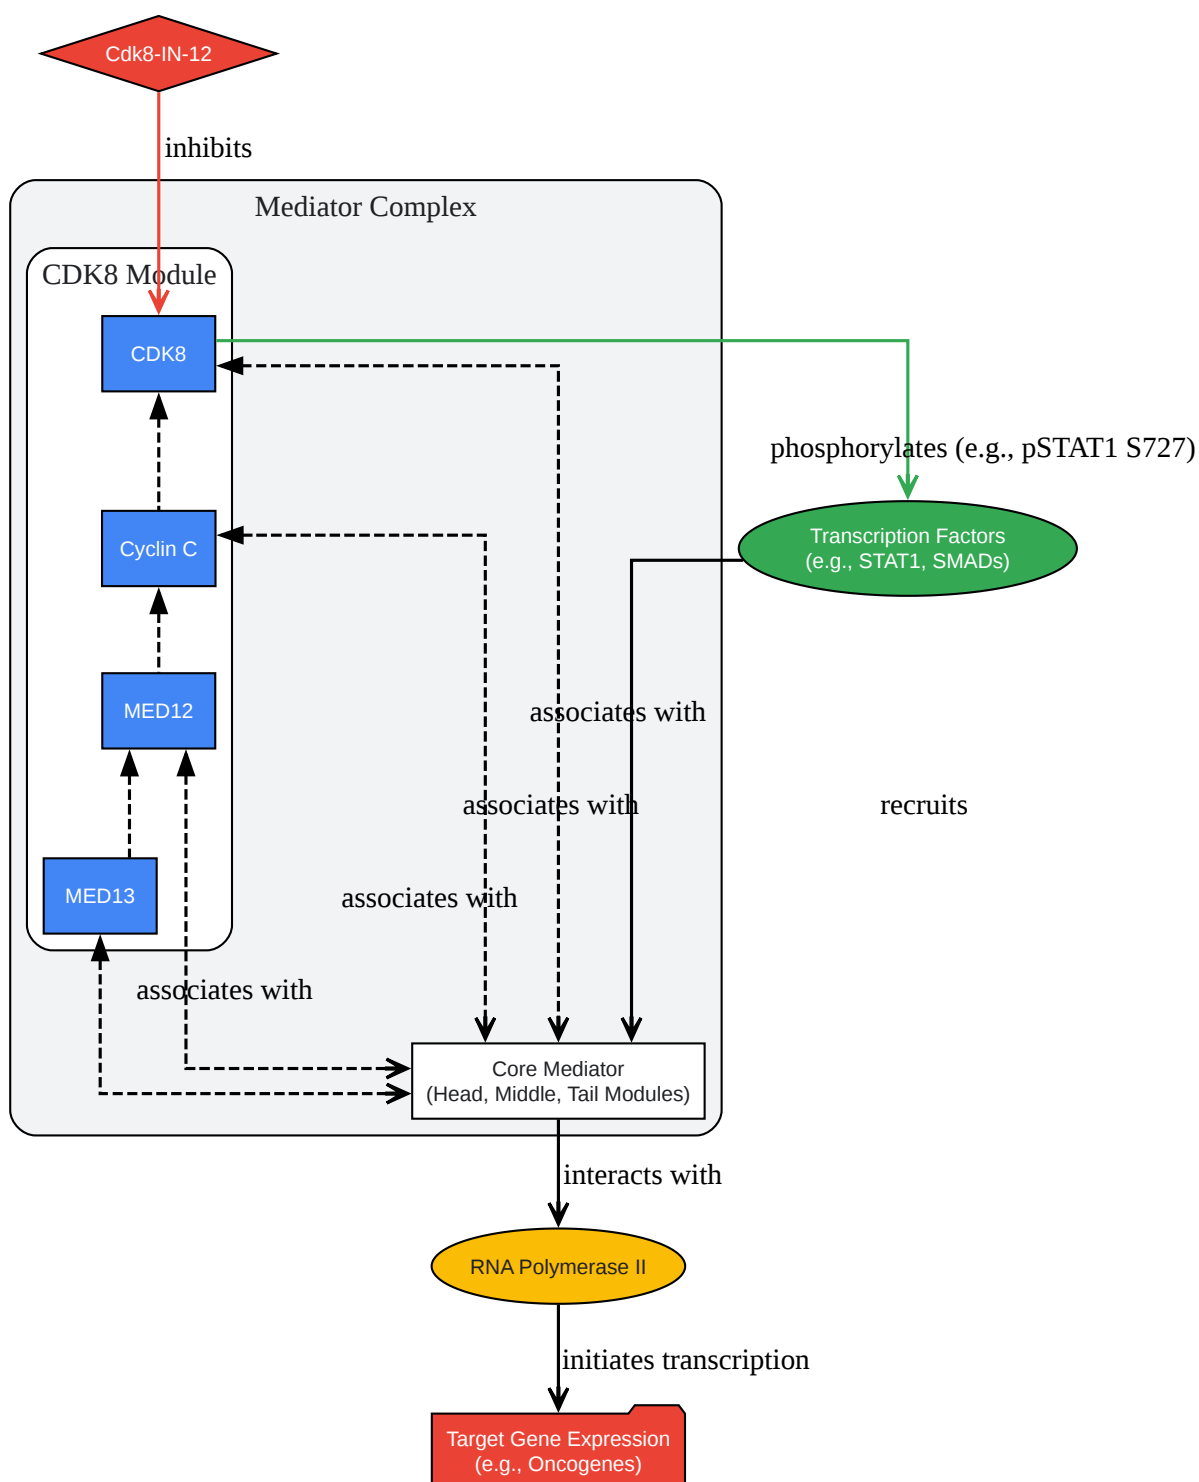 Cdk8-IN-12
inhibits
Mediator Complex
CDK8 Module
CDK8
phosphorylates (e.g., pSTAT1 S727)
Cyclin C
Transcription Factors
(e.g., STAT1, SMADs)
MED12
associates with
associates with
recruits
MED13
associates with
associates with
Core Mediator
(Head, Middle, Tail Modules)
interacts with
RNA Polymerase II
initiates transcription
Target Gene Expression
(e.g., Oncogenes)